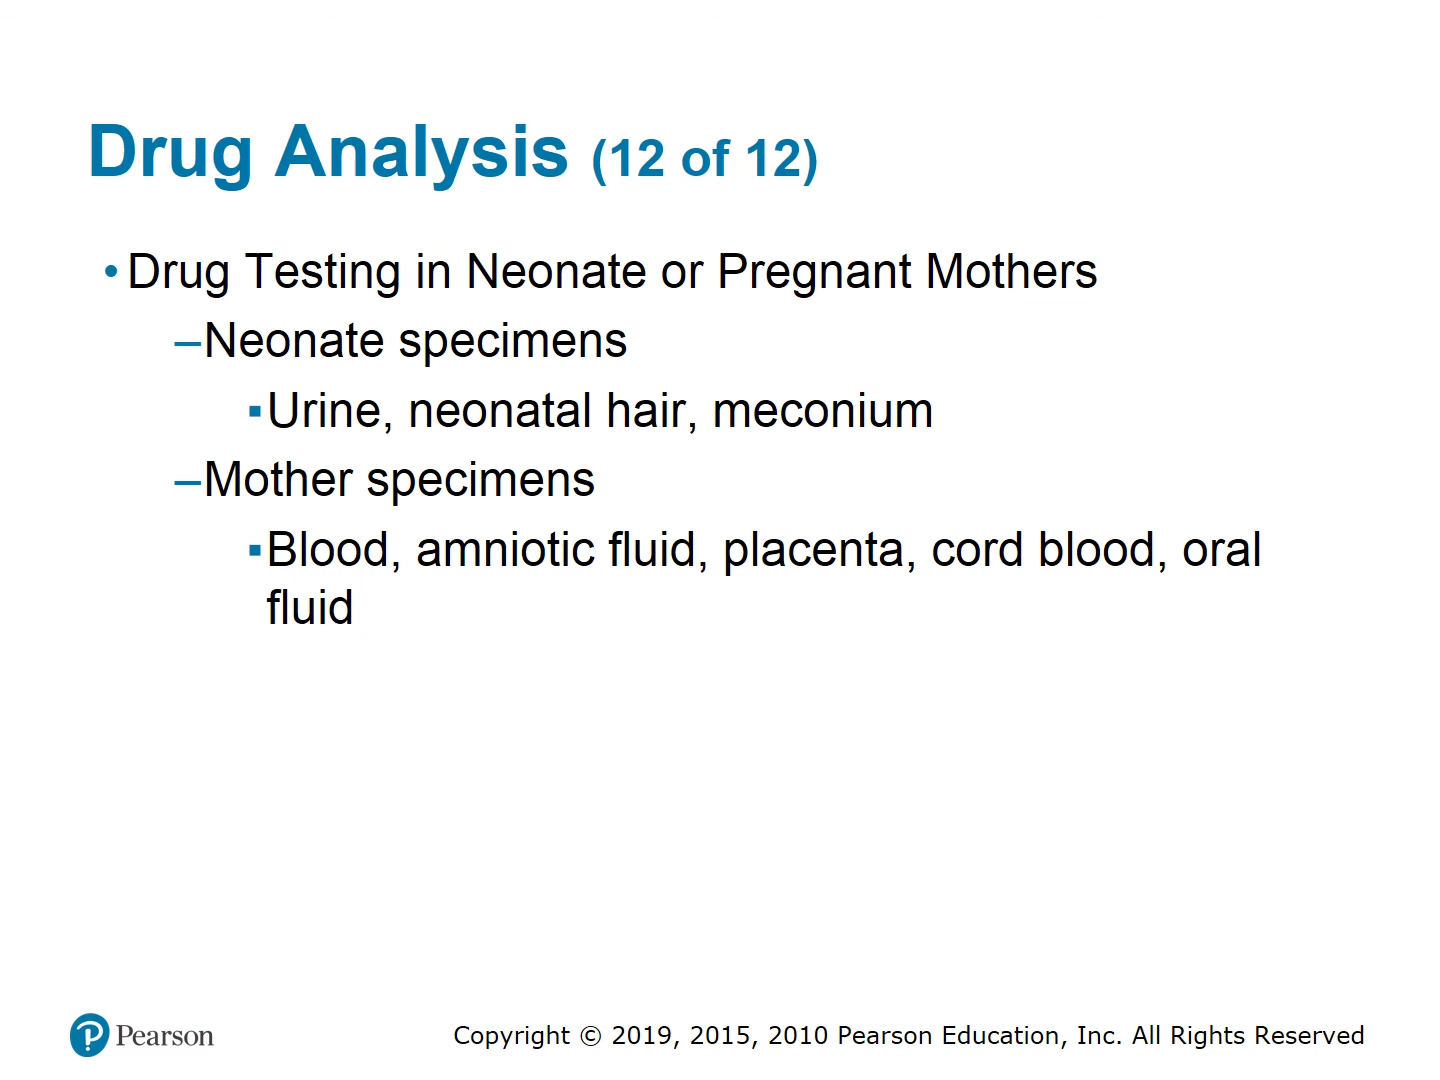 Drug Analysis (12 of 12)
• Drug Testing in Neonate or Pregnant Mothers
–Neonate specimens
▪Urine, neonatal hair, meconium
–Mother specimens
▪Blood, amniotic fluid, placenta, cord blood, oral
fluid
Pearson
Copyright © 2019, 2015, 2010 Pearson Education, Inc. All Rights Reserved